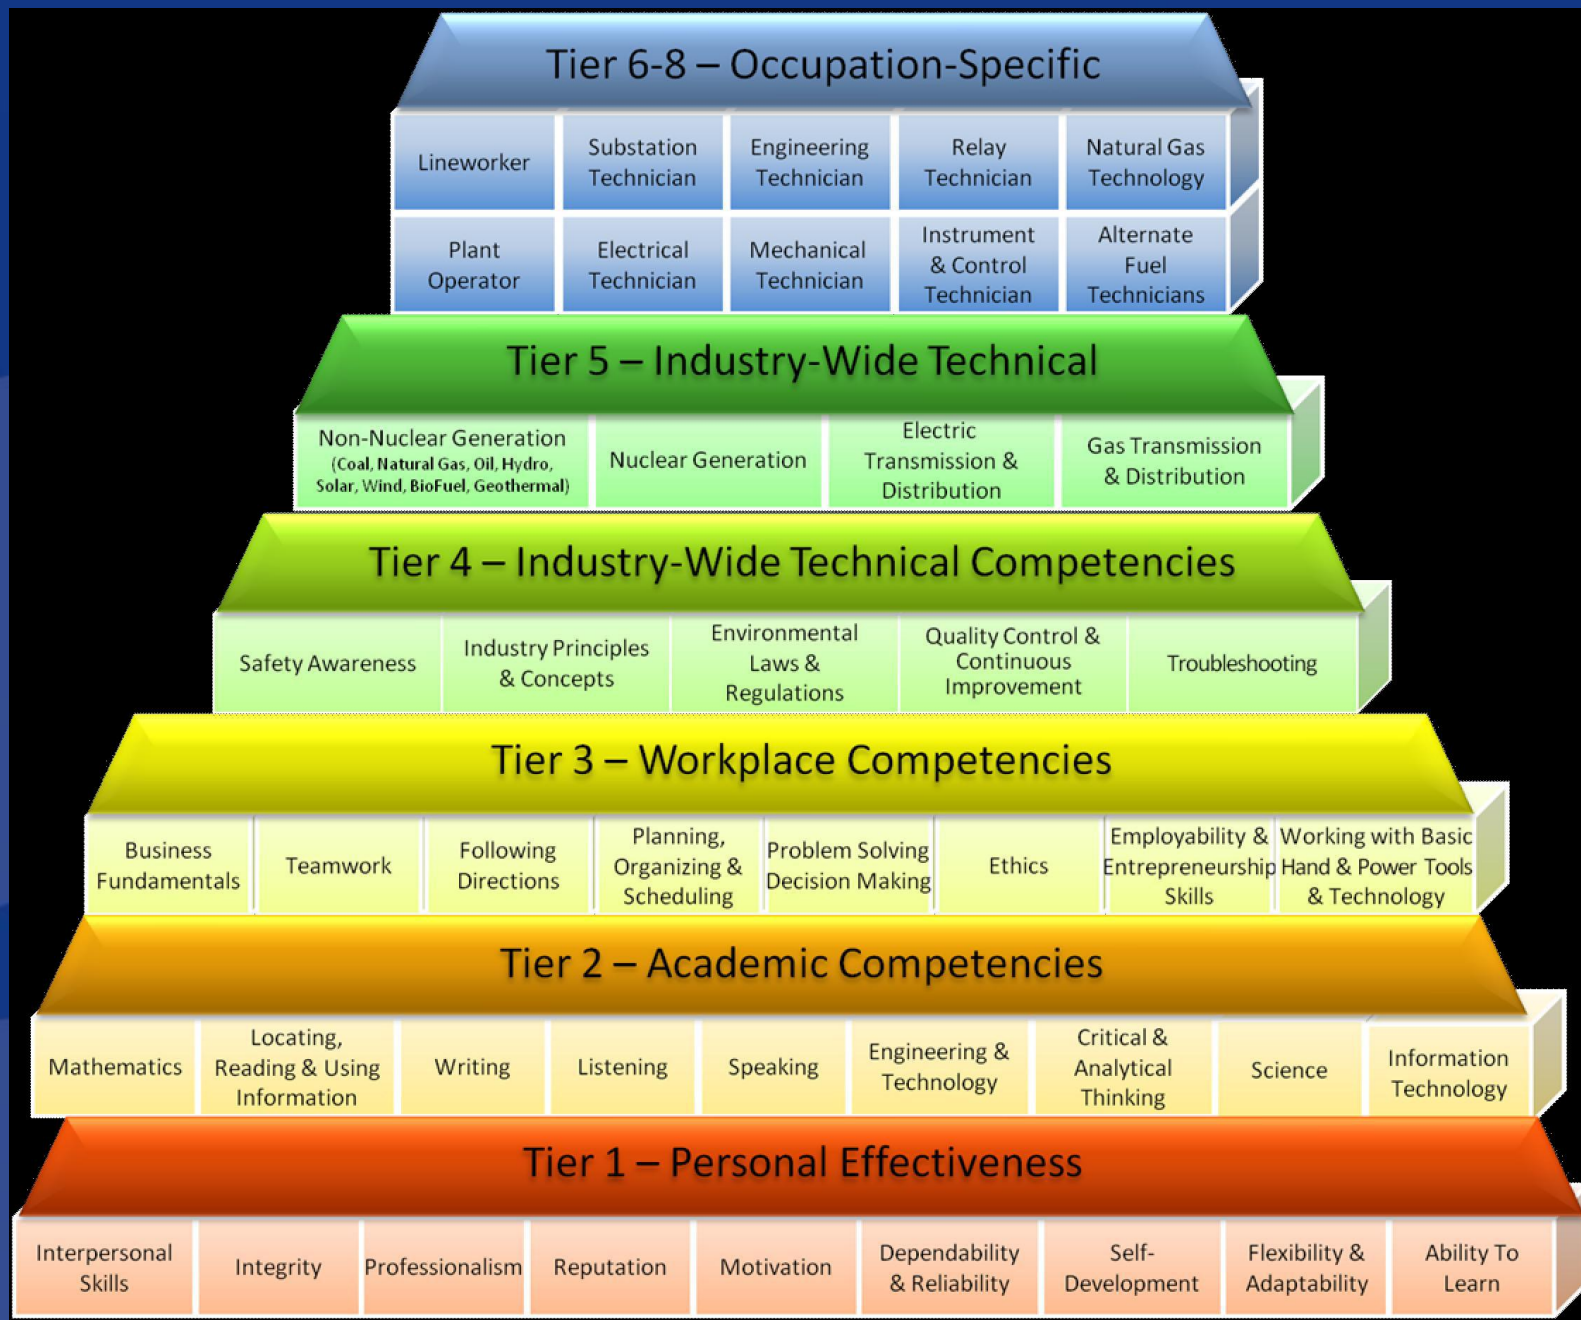 Tier 6-8 – Occupation-Specific
Lineworker
Substation
Technician
Engineering
Technician
Relay
Technician
Natural Gas
Technology
Plant
Operator
Electrical
Technician
Mechanical
Technician
Instrument
& Control
Technician
Alternate
Fuel
Technicians
Tier 5 – Industry-Wide Technical
Non-Nuclear Generation
(Coal, Natural Gas, Oil, Hydro,
Solar, Wind, BioFuel, Geothermal)
Nuclear Generation
Electric
Transmission &
Distribution
Gas Transmission
& Distribution
Tier 4 – Industry-Wide Technical Competencies
Safety Awareness
Industry Principles
& Concepts
Environmental
Laws &
Regulations
Quality Control &
Continuous
Improvement
Troubleshooting
Tier 3 – Workplace Competencies
Business
Fundamentals
Teamwork
Following
Directions
Planning,
Organizing &
Scheduling
Problem Solving
Decision Making
Ethics
Employability &
Entrepreneurship
Skills
Working with Basic
Hand & Power Tools
& Technology
Tier 2 – Academic Competencies
Mathematics
Locating,
Reading & Using
Information
Writing
Listening
Speaking
Engineering &
Technology
Critical &
Analytical
Thinking
Science
Information
Technology
Tier 1 – Personal Effectiveness
Interpersonal
Skills
Integrity
Professionalism
Reputation
Motivation
Dependability
& Reliability
Self-
Development
Flexibility &
Adaptability
Ability To
Learn